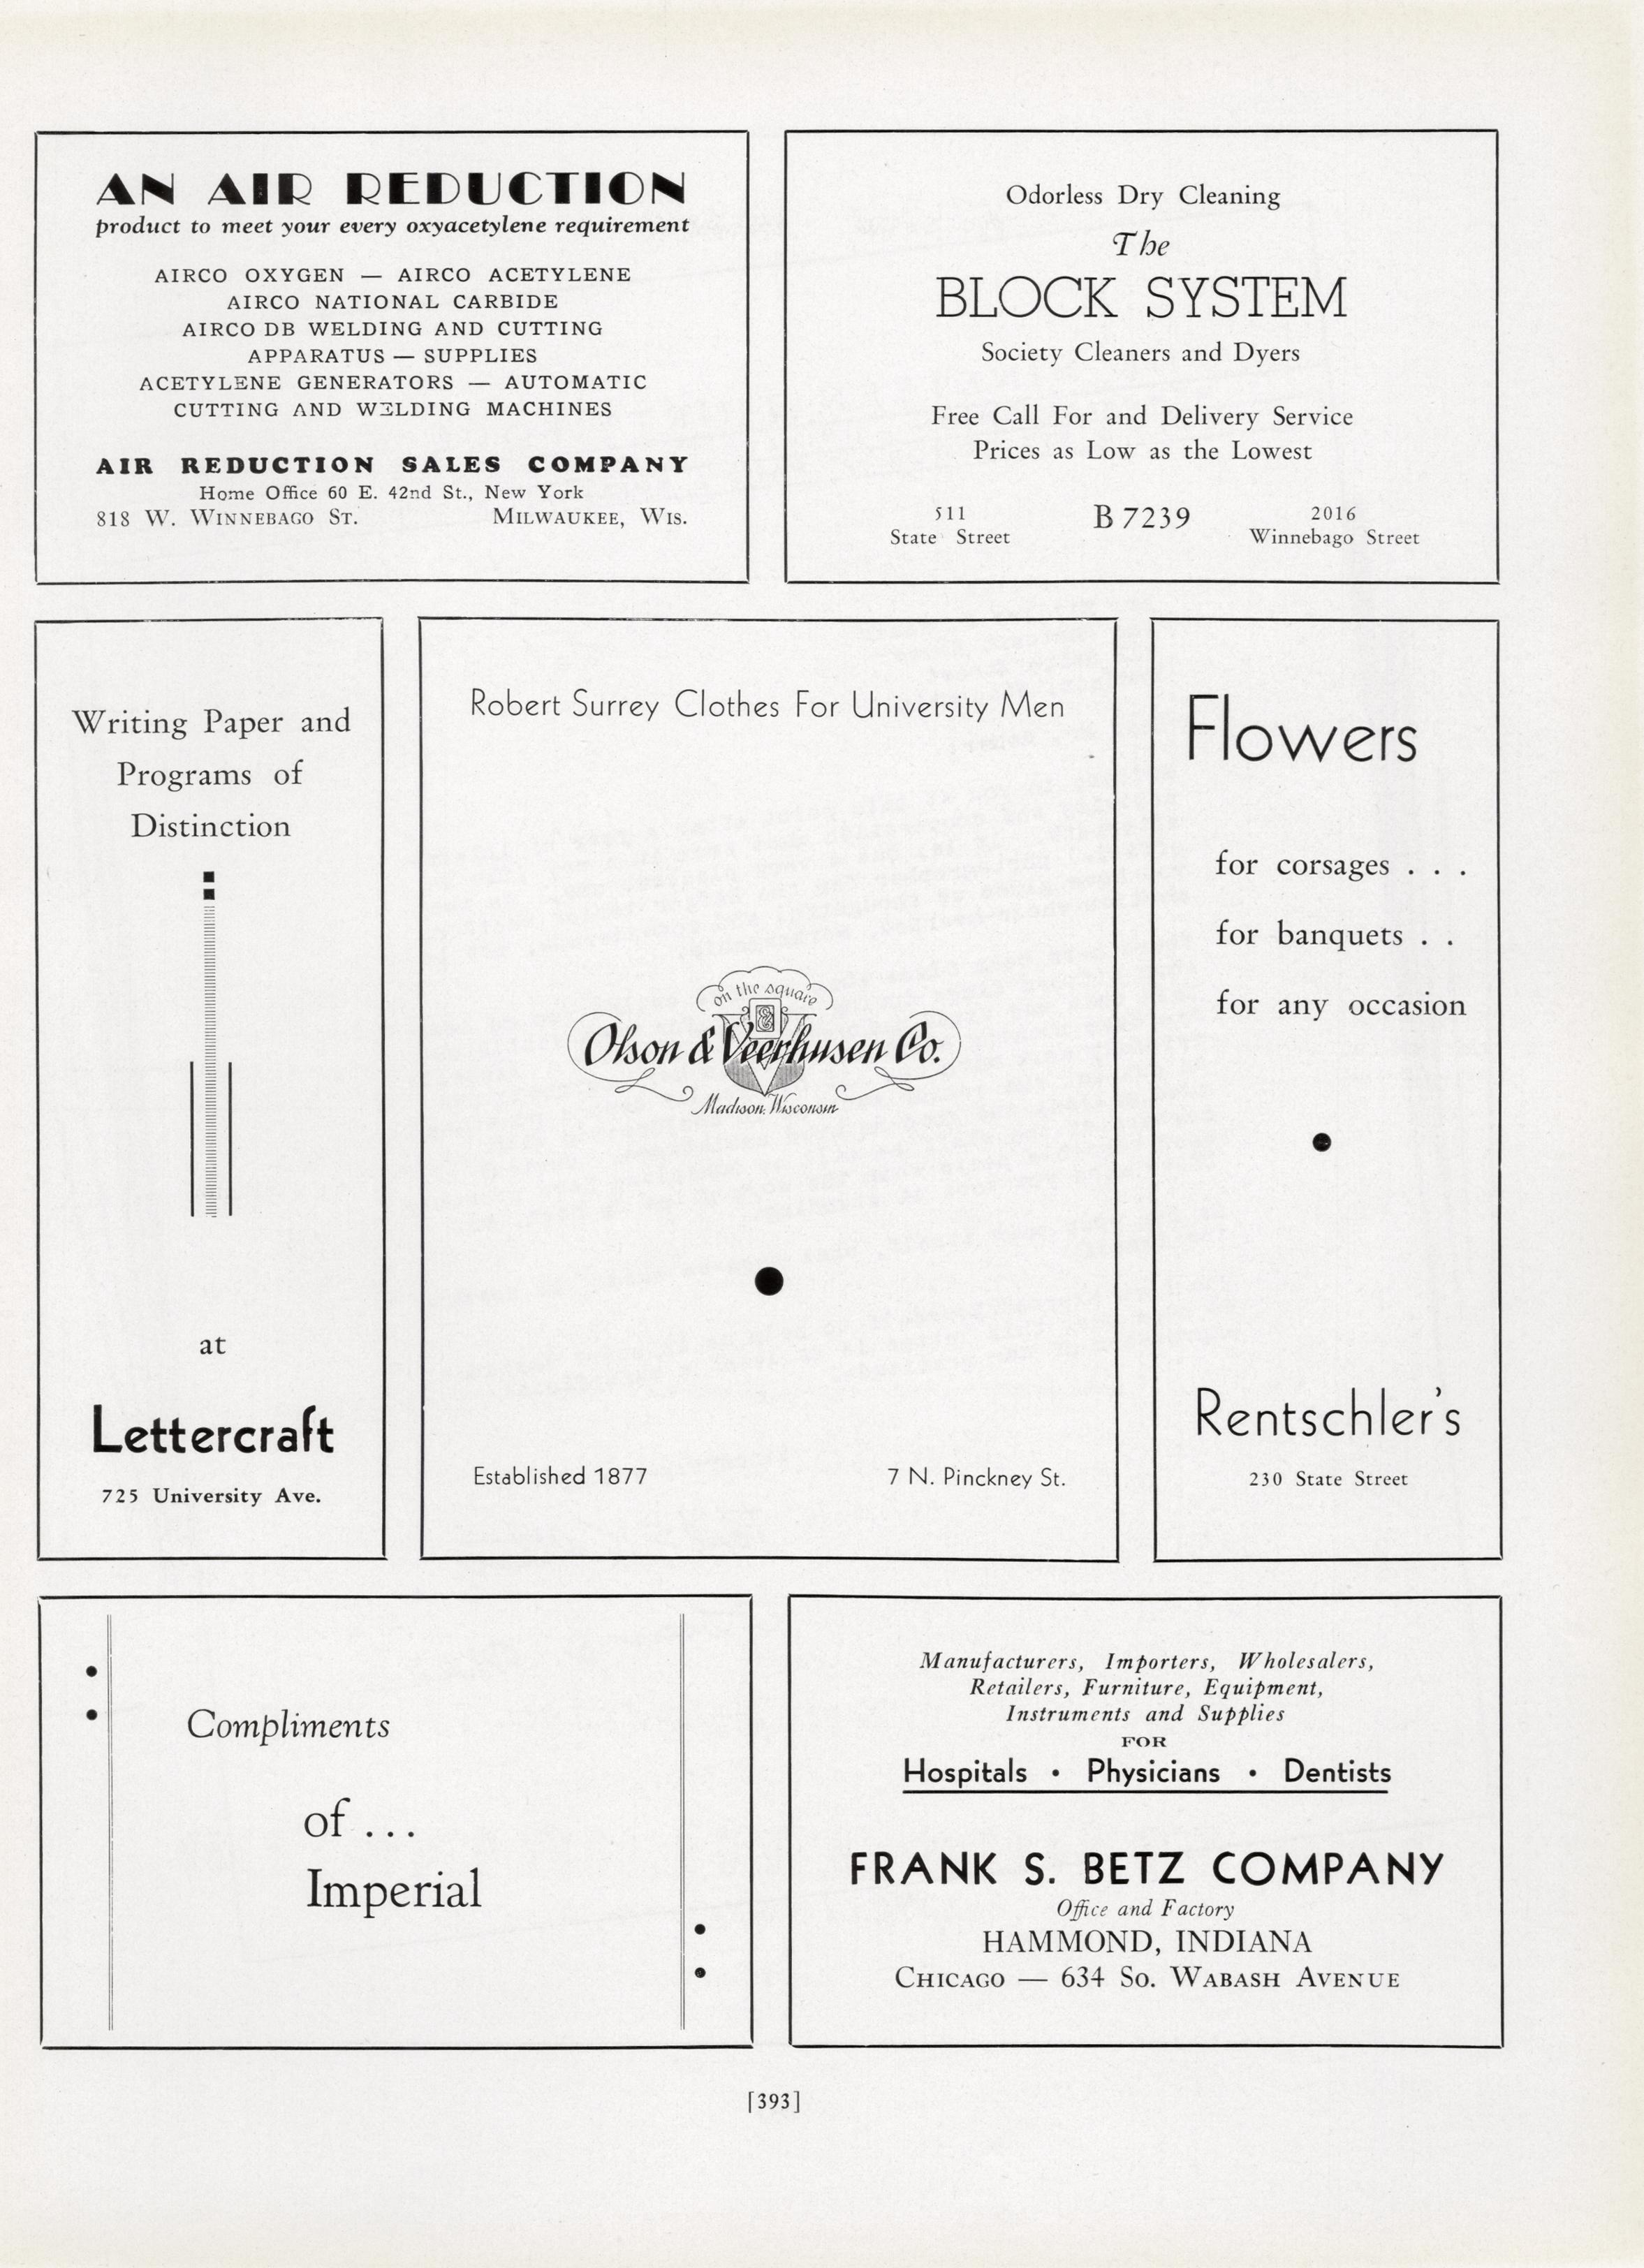 AN AIR REDUCTION
product to meet your every oxyacetylene requirement
AIRCO OXYGEN — AIRCO ACETYLENE
AIRCO NATIONAL CARBIDE
AIRCO DB WELDING AND CUTTING
APPARATUS — SUPPLIES
ACETYLENE GENERATORS — AUTOMATIC
CUTTING AND WELDING MACHINES
AIR REDUCTION SALES COMPANY
Home Office 60 E. 42nd St., New York
818 W. WINNEBAGO ST. MILWAUKEE, WIS.
Odorless Dry Cleaning
The
BLOCK SYSTEM
Society Cleaners and Dyers
Free Call For and Delivery Service
Prices as Low as the Lowest
511 B 7239 2016
State Street Winnebago Street
Writing Paper and
Programs of
Distinction
at
Lettercraft
725 University Ave.
Robert Surrey Clothes For University Men
on the square
Olson & Veerhusen Co.
Madison, Wisconsin
Established 1877 7 N. Pinckney St.
Flowers
for corsages . . .
for banquets . .
for any occasion
Rentschler's
230 State Street
Compliments
of . . .
Imperial
Manufacturers, Importers, Wholesalers,
Retailers, Furniture, Equipment,
Instruments and Supplies
FOR
Hospitals • Physicians • Dentists
FRANK S. BETZ COMPANY
Office and Factory
HAMMOND, INDIANA
CHICAGO — 634 So. WABASH AVENUE
[393]